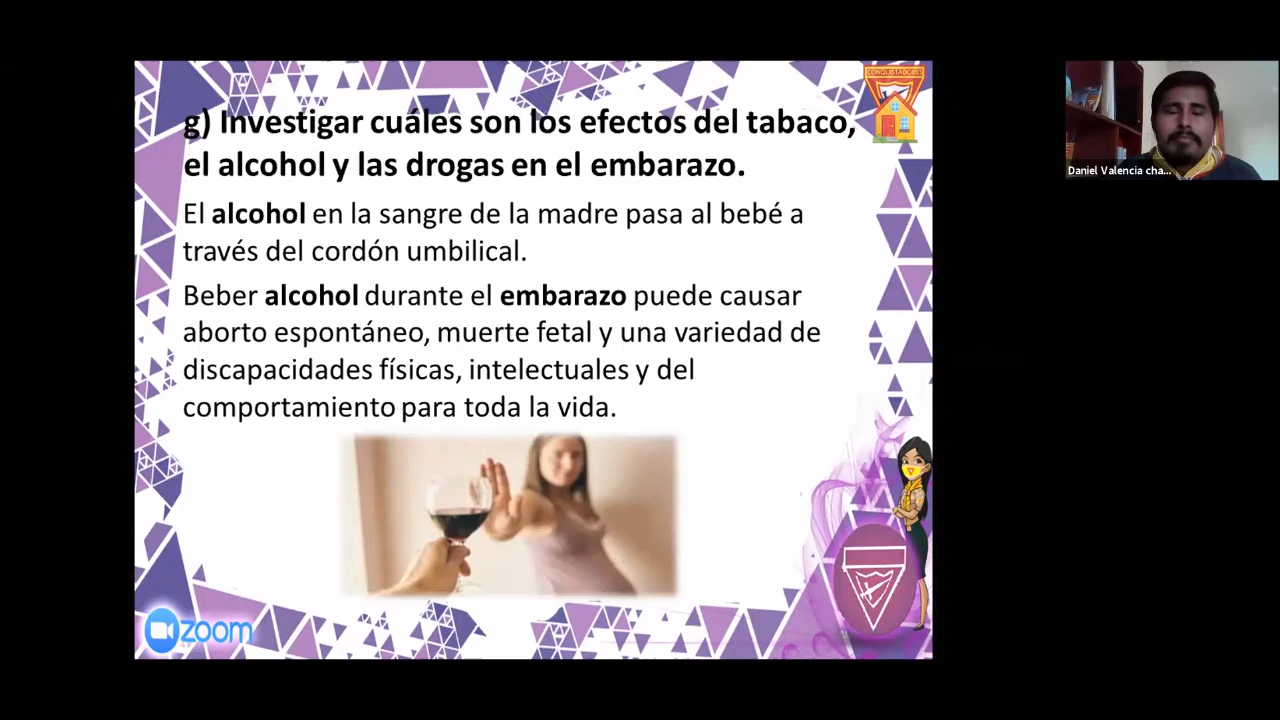 CONQUISTADORES
g) Investigar cuáles son los efectos del tabaco,
el alcohol y las drogas en el embarazo.
El alcohol en la sangre de la madre pasa al bebé a
través del cordón umbilical.
Beber alcohol durante el embarazo puede causar
aborto espontáneo, muerte fetal y una variedad de
discapacidades físicas, intelectuales y del
comportamiento para toda la vida.
zoom
Daniel Valencia cha...